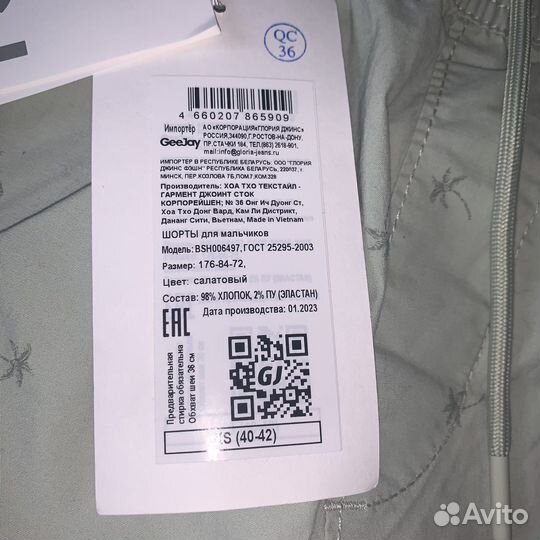 QC
36
4 660207 865909
Импортёр
GeeJay
АО «КОРПОРАЦИЯ«ГЛОРИЯ ДЖИНС»
РОССИЯ,344090, Г.РОСТОВ-НА-ДОНУ,
ПР.СТАЧКИ 184, ТЕЛ.(863) 2618-901,
mail:info@gloria-jeans.ru
ИМПОРТЕР В РЕСПУБЛИКЕ БЕЛАРУСЬ: ООО "ГЛОРИЯ
ДЖИНС ФЭШН" РЕСПУБЛИКА БЕЛАРУСЬ, 220107, г.
МИНСК, ПЕР.КОЗЛОВА 7Б,ПОМ.7,КОМ.328
Производитель: ХОА ТХО ТЕКСТАЙЛ -
ГАРМЕНТ ДЖОИНТ СТОК
КОРПОРЕЙШЕН; № 36 Онг Ич Дуонг Ст,
Хоа Тхо Донг Вард, Кам Ли Дистрикт,
Дананг Сити, Вьетнам, Made in Vietnam
ШОРТЫ для мальчиков
Модель: BSH006497, ГОСТ 25295-2003
Размер: 176-84-72,
Цвет: салатовый
Состав: 98% ХЛОПОК, 2% ПУ (ЭЛАСТАН)
Дата производства: 01.2023
EAC
Предварительная
стирка обязательна
Обхват шеи 36 см
GJ
(40-42)
Avito